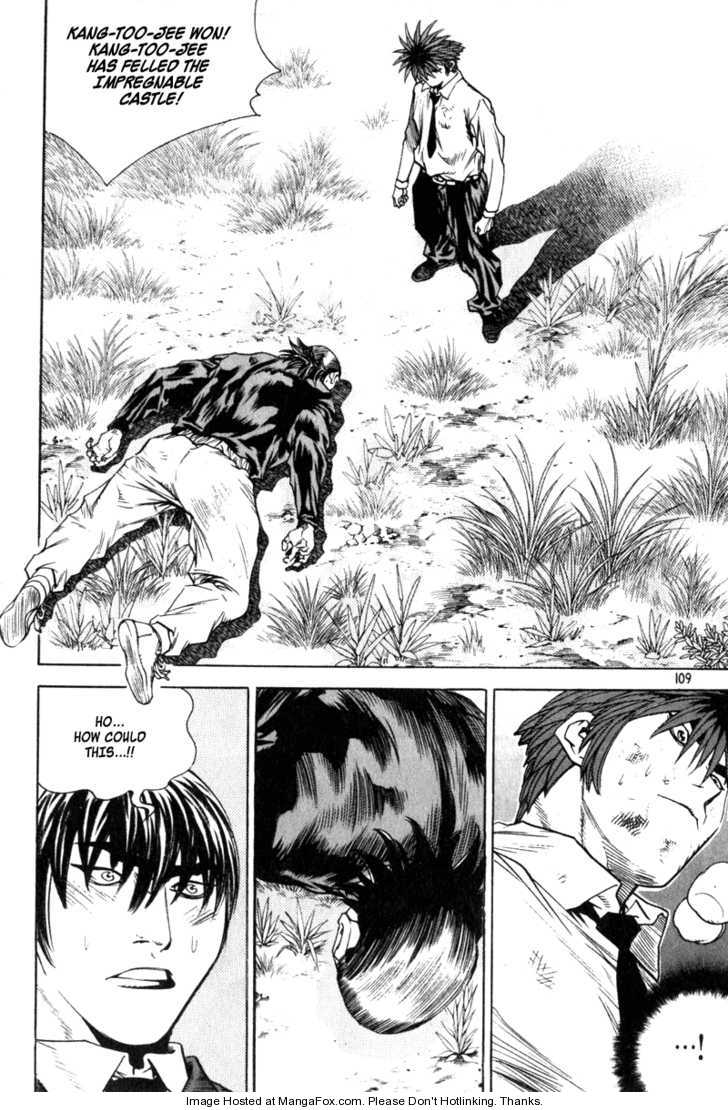 KANG-TOO-JEE WON!
KANG-TOO-JEE
HAS FELLED THE
IMPREGNABLE
CASTLE!
109
HO...
HOW COULD
THIS...!!
...!
Image Hosted at MangaFox.com. Please Don't Hotlinking. Thanks.